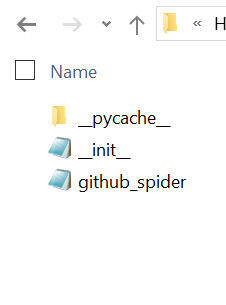 « H
Name
__pycache__
__init__
github_spider